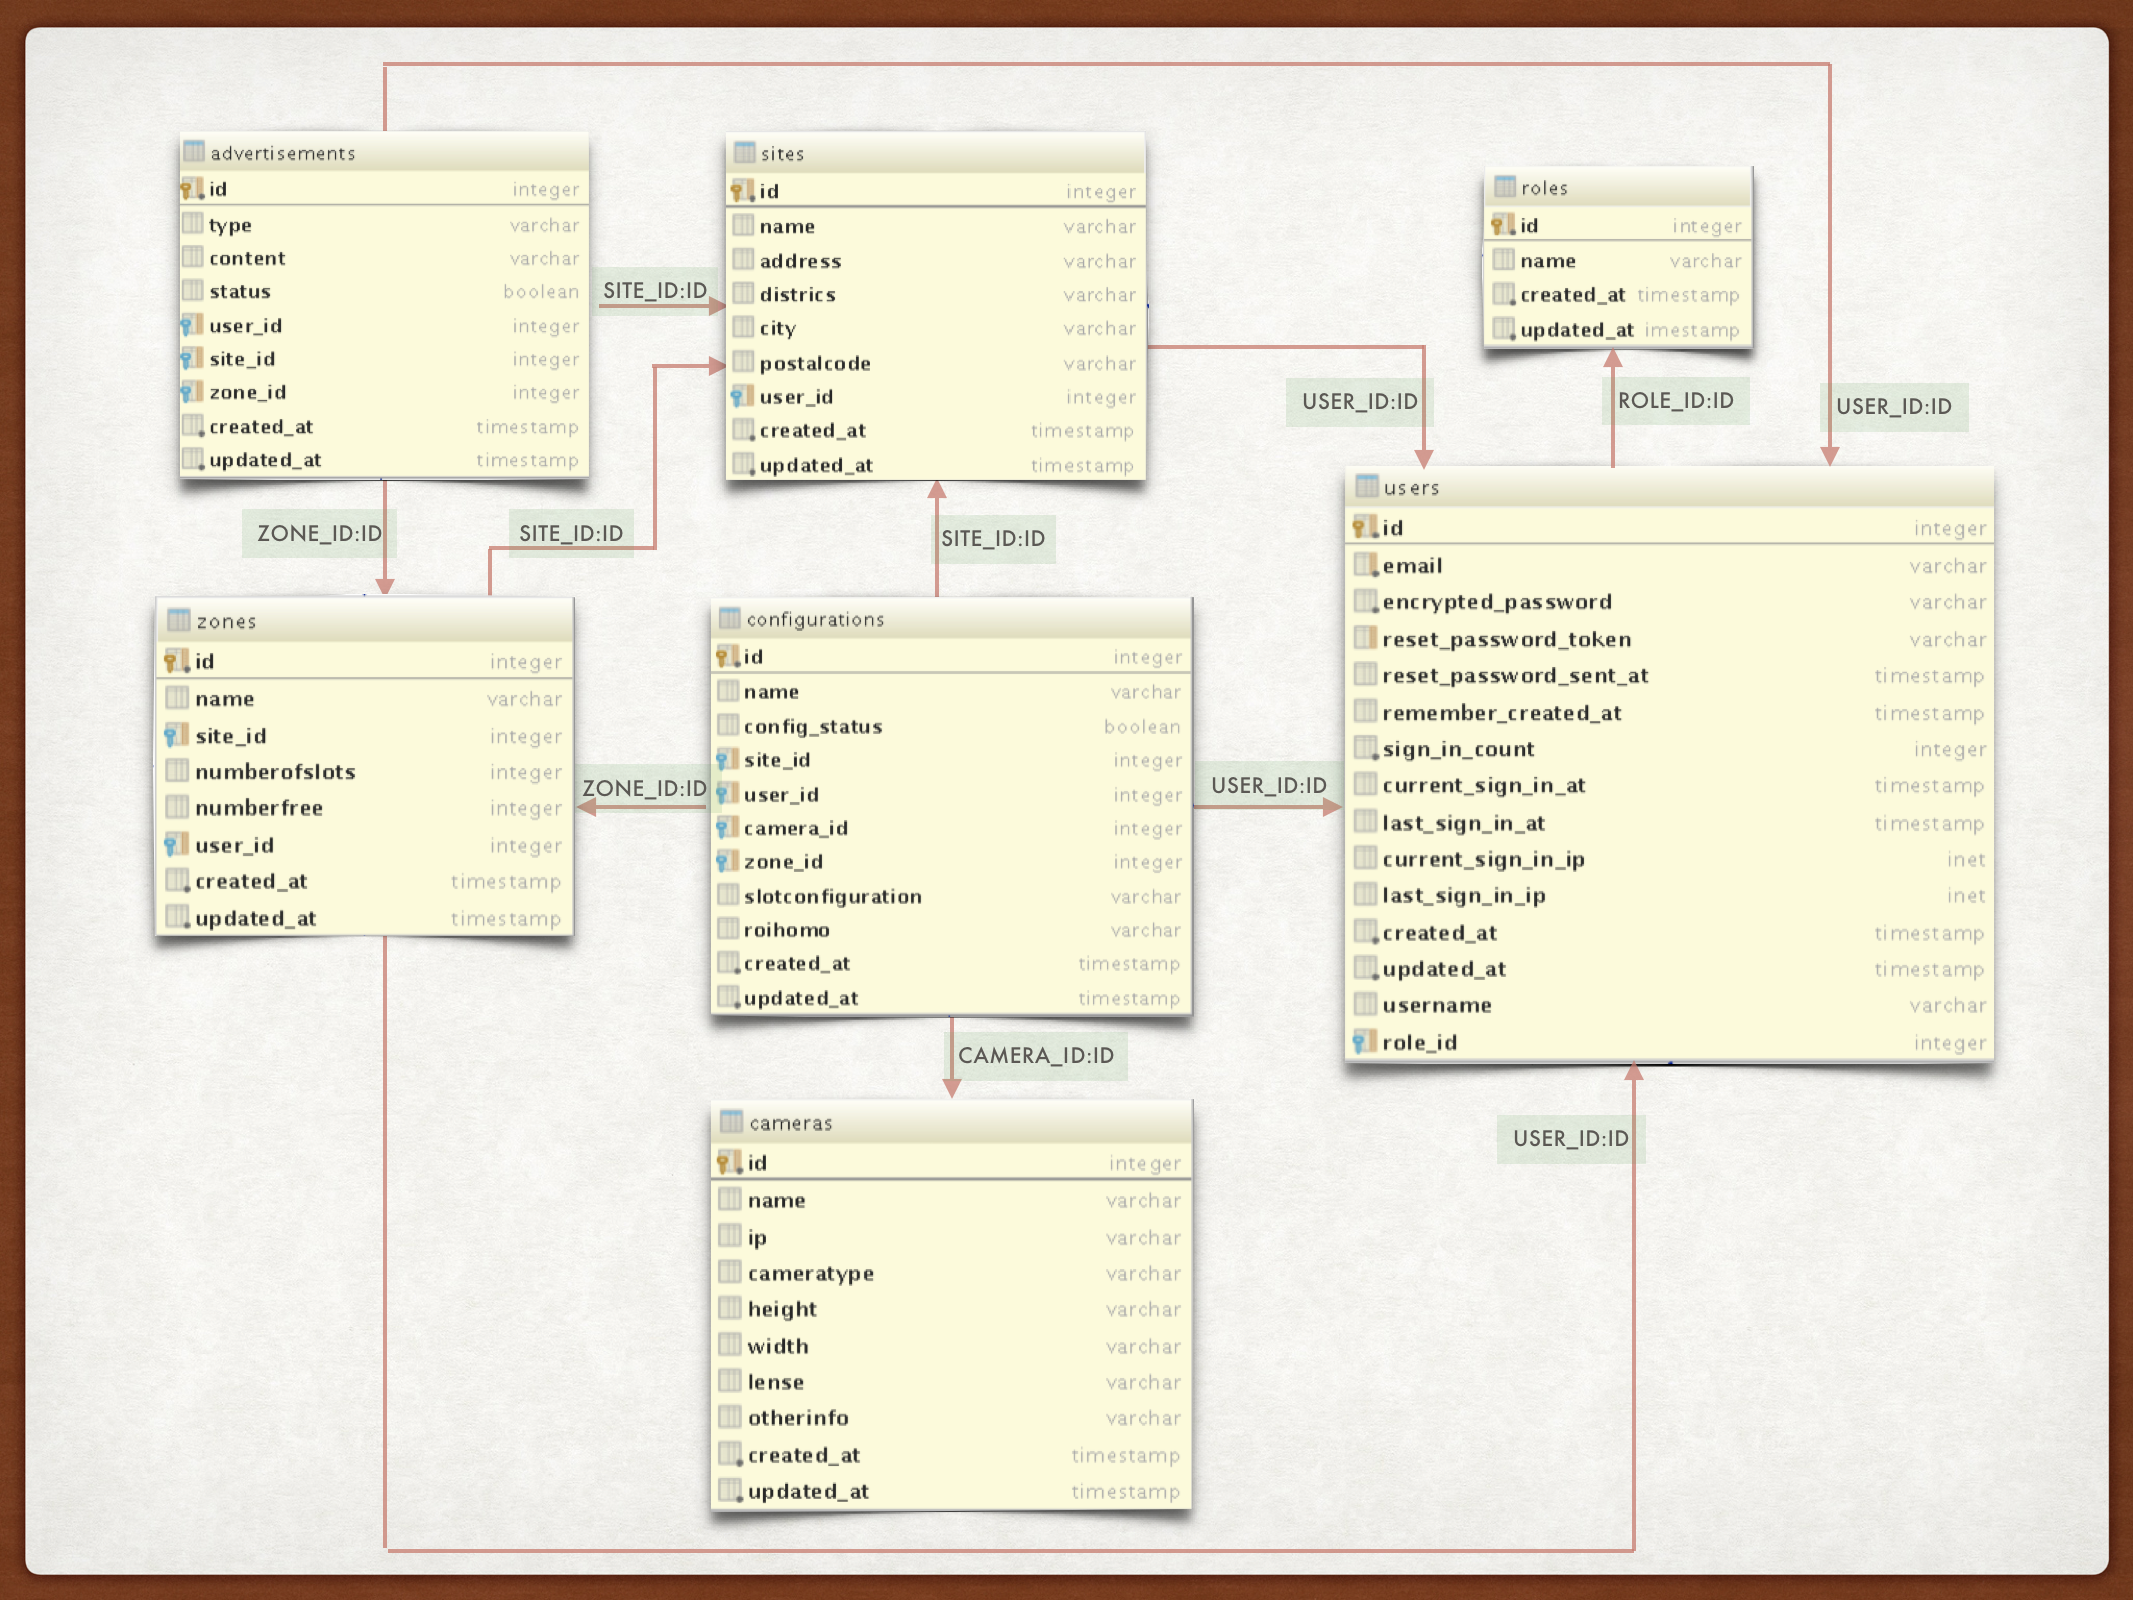 advertisements
id integer
type varchar
content varchar
status boolean
user_id integer
site_id integer
zone_id integer
created_at timestamp
updated_at timestamp
SITE_ID:ID
sites
id integer
name varchar
address varchar
districs varchar
city varchar
postalcode varchar
user_id integer
created_at timestamp
updated_at timestamp
roles
id integer
name varchar
created_at timestamp
updated_at imestamp
USER_ID:ID
ROLE_ID:ID
USER_ID:ID
ZONE_ID:ID
SITE_ID:ID
SITE_ID:ID
zones
id integer
name varchar
site_id integer
numberofslots integer
numberfree integer
user_id integer
created_at timestamp
updated_at timestamp
ZONE_ID:ID
configurations
id integer
name varchar
config_status boolean
site_id integer
user_id integer
camera_id integer
zone_id integer
slotconfiguration varchar
roihomo varchar
created_at timestamp
updated_at timestamp
USER_ID:ID
users
id integer
email varchar
encrypted_password varchar
reset_password_token varchar
reset_password_sent_at timestamp
remember_created_at timestamp
sign_in_count integer
current_sign_in_at timestamp
last_sign_in_at timestamp
current_sign_in_ip inet
last_sign_in_ip inet
created_at timestamp
updated_at timestamp
username varchar
role_id integer
CAMERA_ID:ID
USER_ID:ID
cameras
id integer
name varchar
ip varchar
cameratype varchar
height varchar
width varchar
lense varchar
otherinfo varchar
created_at timestamp
updated_at timestamp